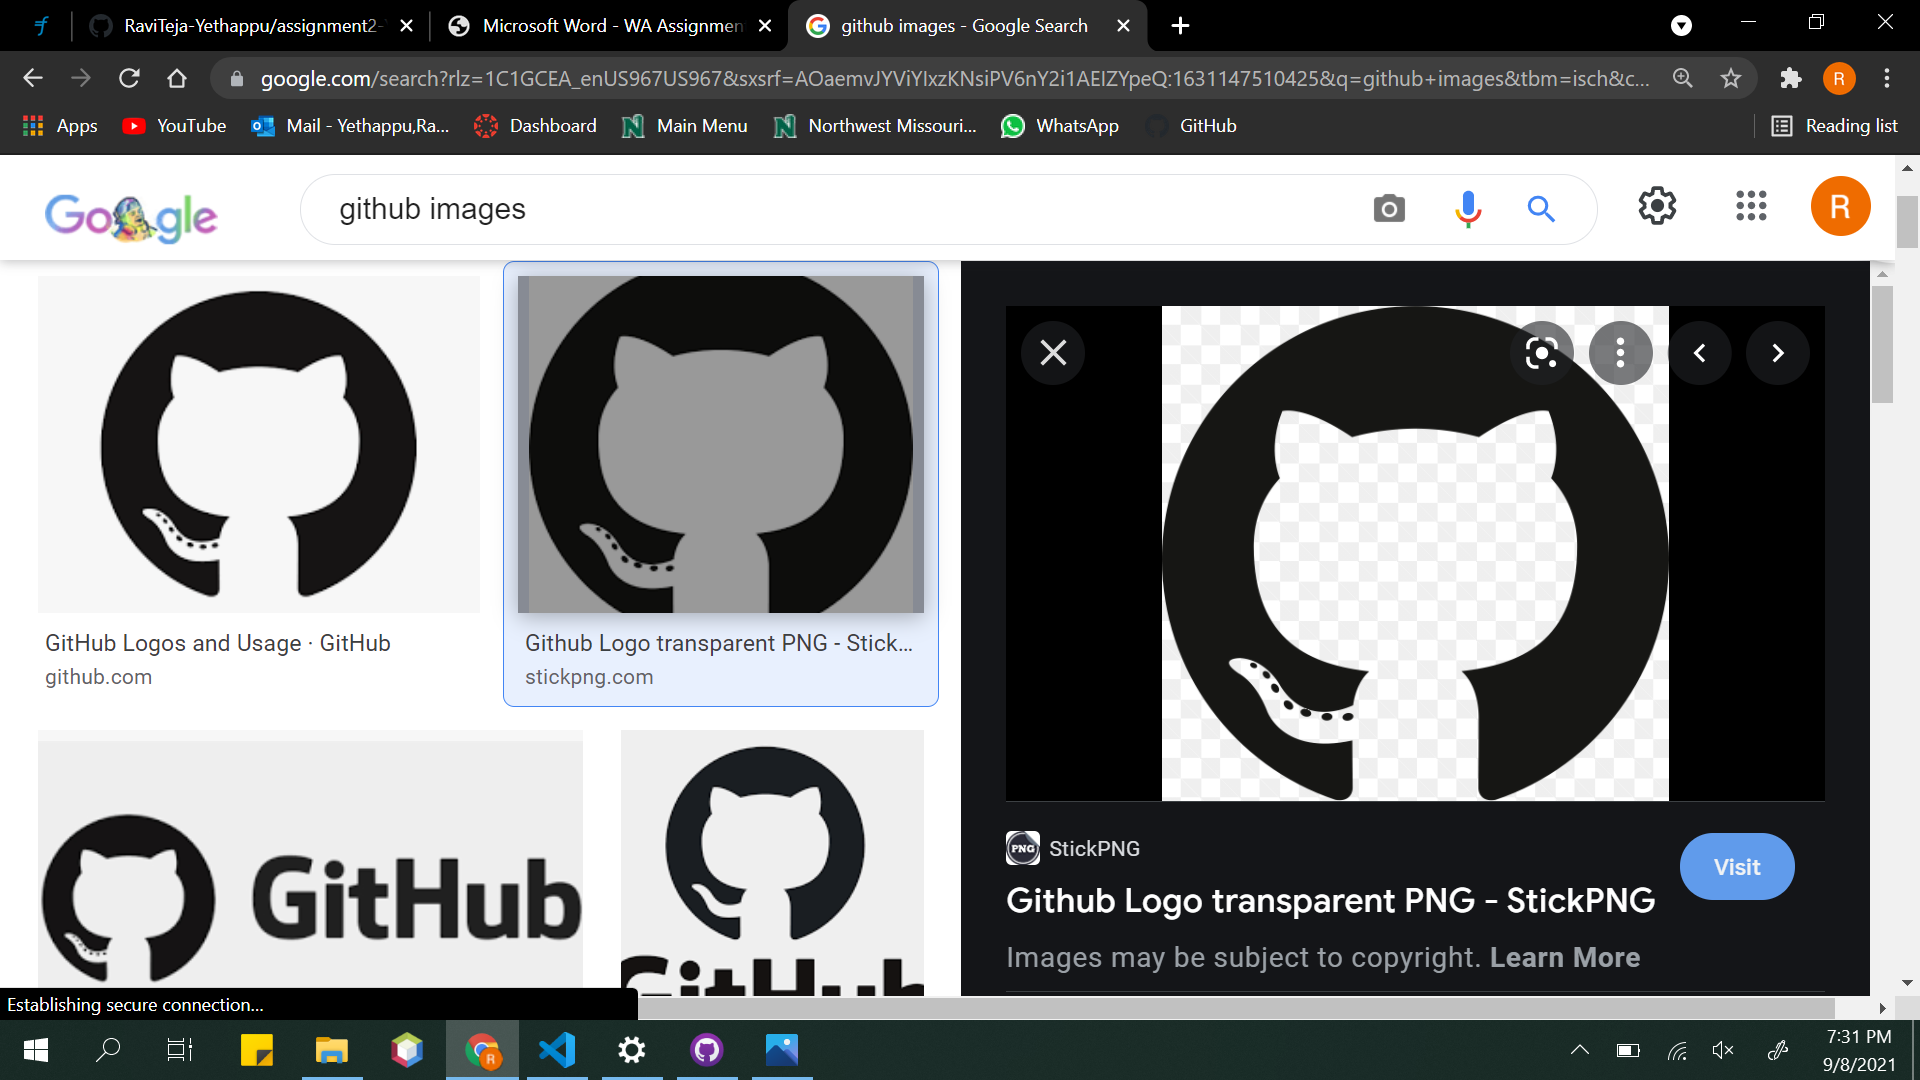 RaviTeja-Yethappu/assignment2-
Microsoft Word - WA Assignmen
github images - Google Search
google.com/search?rlz=1C1GCEA_enUS967US967&sxsrf=AOaemvJYViYIxzKNsiPV6nY2i1AEIZYpeQ:1631147510425&q=github+images&tbm=isch&c...
R
Apps
YouTube
Mail - Yethappu,Ra...
Dashboard
Main Menu
Northwest Missouri...
WhatsApp
GitHub
Reading list
Google
github images
R
GitHub Logos and Usage · GitHub
github.com
Github Logo transparent PNG - Stick...
stickpng.com
GitHub
GitHub
PNG
StickPNG
Visit
Github Logo transparent PNG - StickPNG
Images may be subject to copyright. Learn More
Establishing secure connection...
R
7:31 PM
9/8/2021